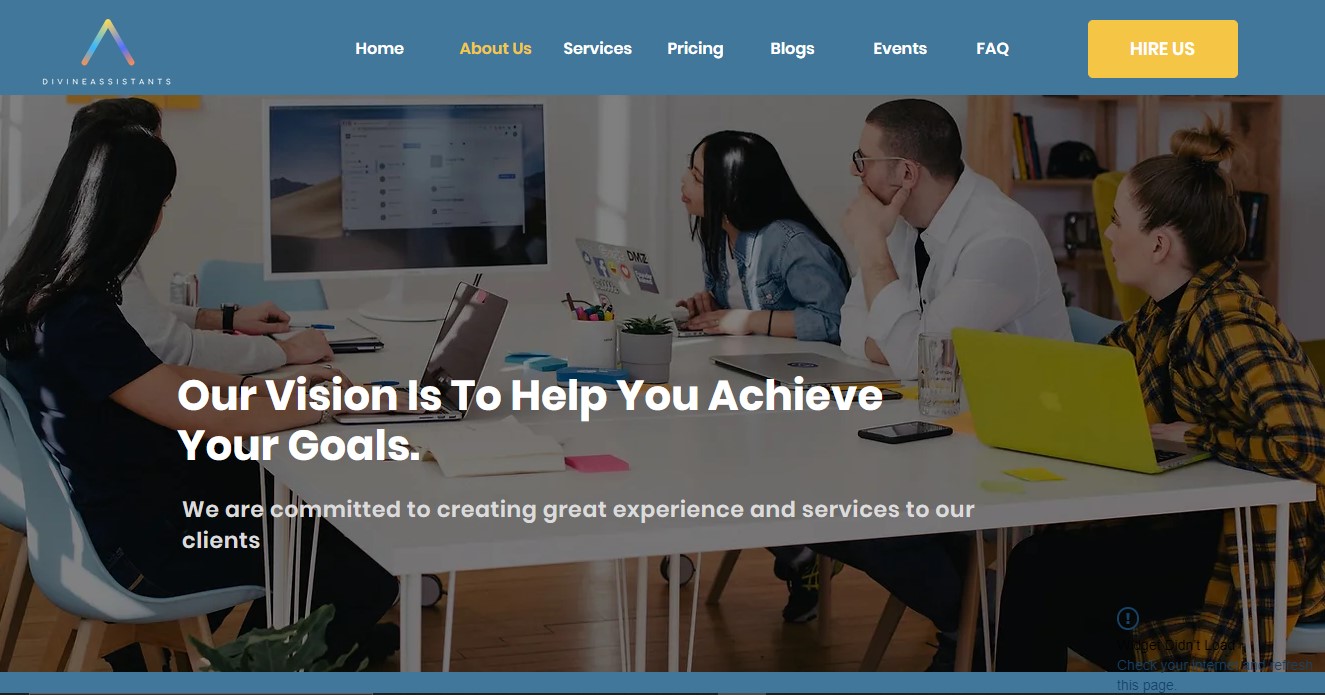 DIVINEASSISTANTS
Home About Us Services Pricing Blogs Events FAQ HIRE US
DMZ
Our Vision Is To Help You Achieve
Your Goals.
We are committed to creating great experience and services to our
clients
Widget Didn't Load
Check your internet and refresh
this page.